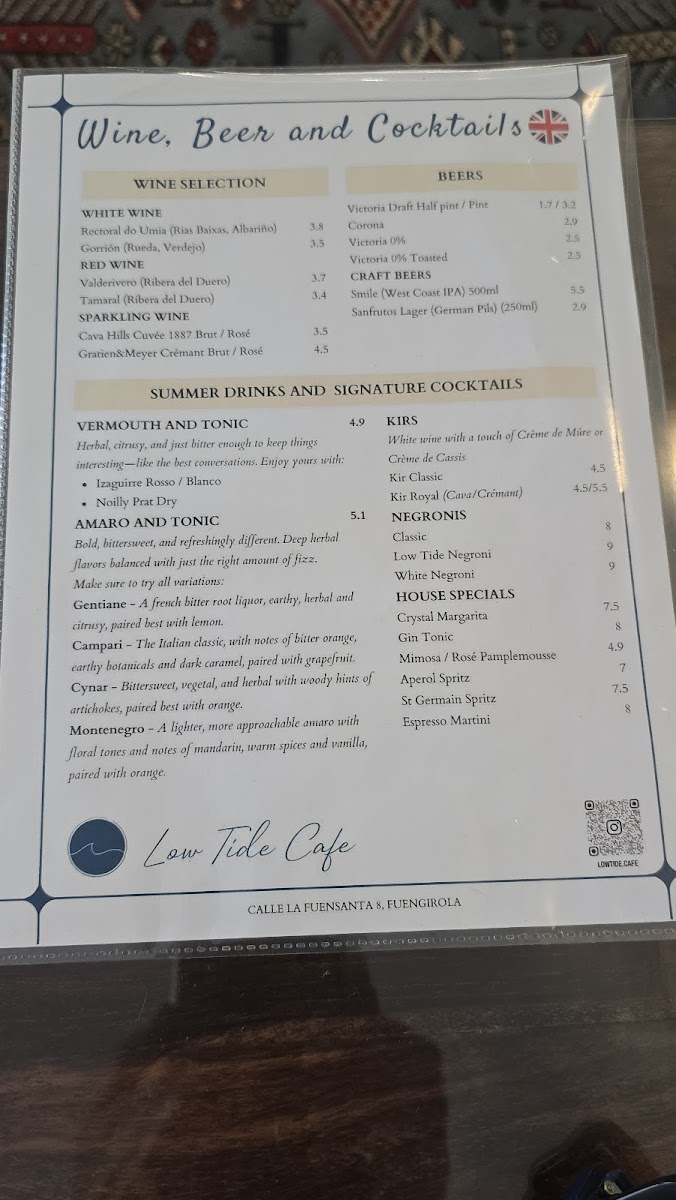 Wine, Beer and Cocktails
WINE SELECTION
WHITE WINE
Rectoral do Umia (Rias Baixas, Albariño) 3.8
Gorrión (Rueda, Verdejo) 3.5
RED WINE
Valderivero (Ribera del Duero) 3.7
Tamaral (Ribera del Duero) 3.4
SPARKLING WINE
Cava Hills Cuvée 1887 Brut / Rosé 3.5
Gratien&Meyer Crémant Brut / Rosé 4.5
BEERS
Victoria Draft Half pint / Pint 1.7 / 3.2
Corona 2.9
Victoria 0% 2.5
Victoria 0% Toasted 2.5
CRAFT BEERS
Smile (West Coast IPA) 500ml 5.5
Sanfrutos Lager (German Pils) (250ml) 2.9
SUMMER DRINKS AND SIGNATURE COCKTAILS
VERMOUTH AND TONIC 4.9
Herbal, citrusy, and just bitter enough to keep things
interesting—like the best conversations. Enjoy yours with:
• Izaguirre Rosso / Blanco
• Noilly Prat Dry
AMARO AND TONIC 5.1
Bold, bittersweet, and refreshingly different. Deep herbal
flavors balanced with just the right amount of fizz.
Make sure to try all variations:
Gentiane - A french bitter root liquor, earthy, herbal and
citrusy, paired best with lemon.
Campari - The Italian classic, with notes of bitter orange,
earthy botanicals and dark caramel, paired with grapefruit.
Cynar - Bittersweet, vegetal, and herbal with woody hints of
artichokes, paired best with orange.
Montenegro - A lighter, more approachable amaro with
floral tones and notes of mandarin, warm spices and vanilla,
paired with orange.
KIRS
White wine with a touch of Crème de Mûre or
Crème de Cassis
Kir Classic 4.5
Kir Royal (Cava/Crémant) 4.5/5.5
NEGRONIS
Classic 8
Low Tide Negroni 9
White Negroni 9
HOUSE SPECIALS
Crystal Margarita 7.5
Gin Tonic 8
Mimosa / Rosé Pamplemousse 4.9
Aperol Spritz 7
St Germain Spritz 7.5
Espresso Martini 8
Low Tide Cafe
LOWTIDE.CAFE
CALLE LA FUENSANTA 8, FUENGIROLA